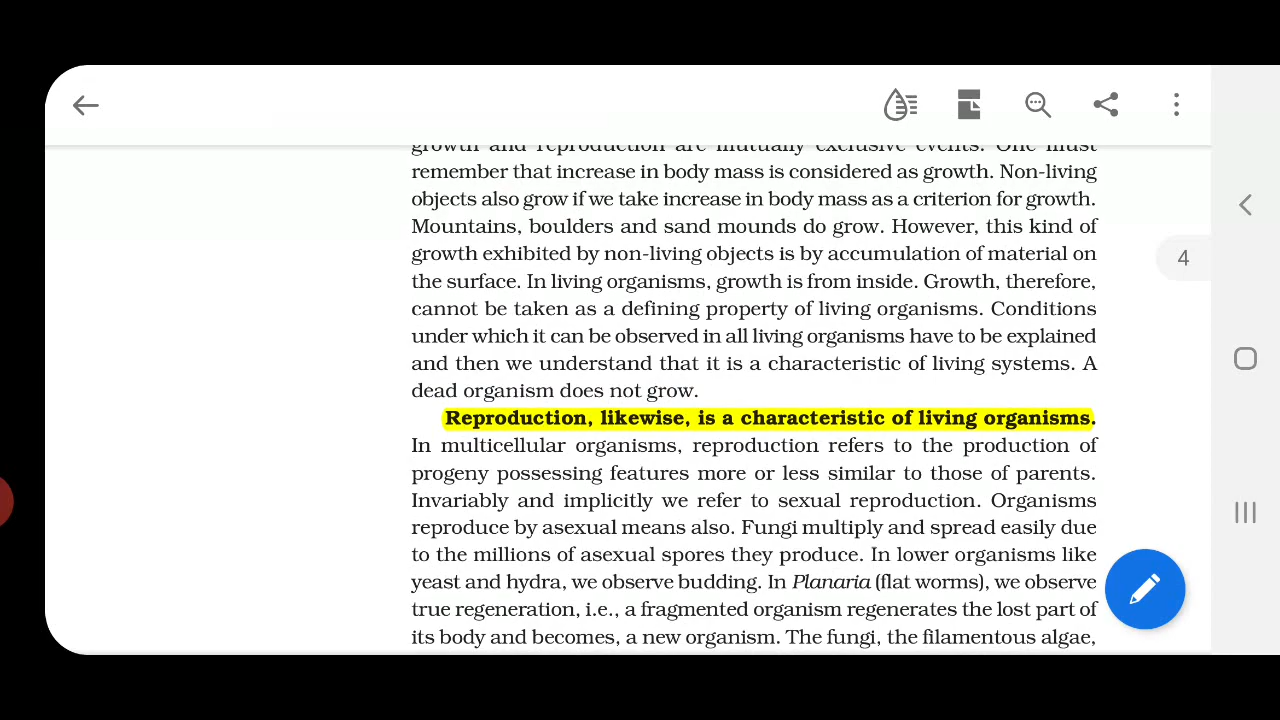 growth and reproduction are mutually exclusive events. One must
remember that increase in body mass is considered as growth. Non-living
objects also grow if we take increase in body mass as a criterion for growth.
Mountains, boulders and sand mounds do grow. However, this kind of
growth exhibited by non-living objects is by accumulation of material on
the surface. In living organisms, growth is from inside. Growth, therefore,
cannot be taken as a defining property of living organisms. Conditions
under which it can be observed in all living organisms have to be explained
and then we understand that it is a characteristic of living systems. A
dead organism does not grow.
Reproduction, likewise, is a characteristic of living organisms.
In multicellular organisms, reproduction refers to the production of
progeny possessing features more or less similar to those of parents.
Invariably and implicitly we refer to sexual reproduction. Organisms
reproduce by asexual means also. Fungi multiply and spread easily due
to the millions of asexual spores they produce. In lower organisms like
yeast and hydra, we observe budding. In Planaria (flat worms), we observe
true regeneration, i.e., a fragmented organism regenerates the lost part of
its body and becomes, a new organism. The fungi, the filamentous algae,
4